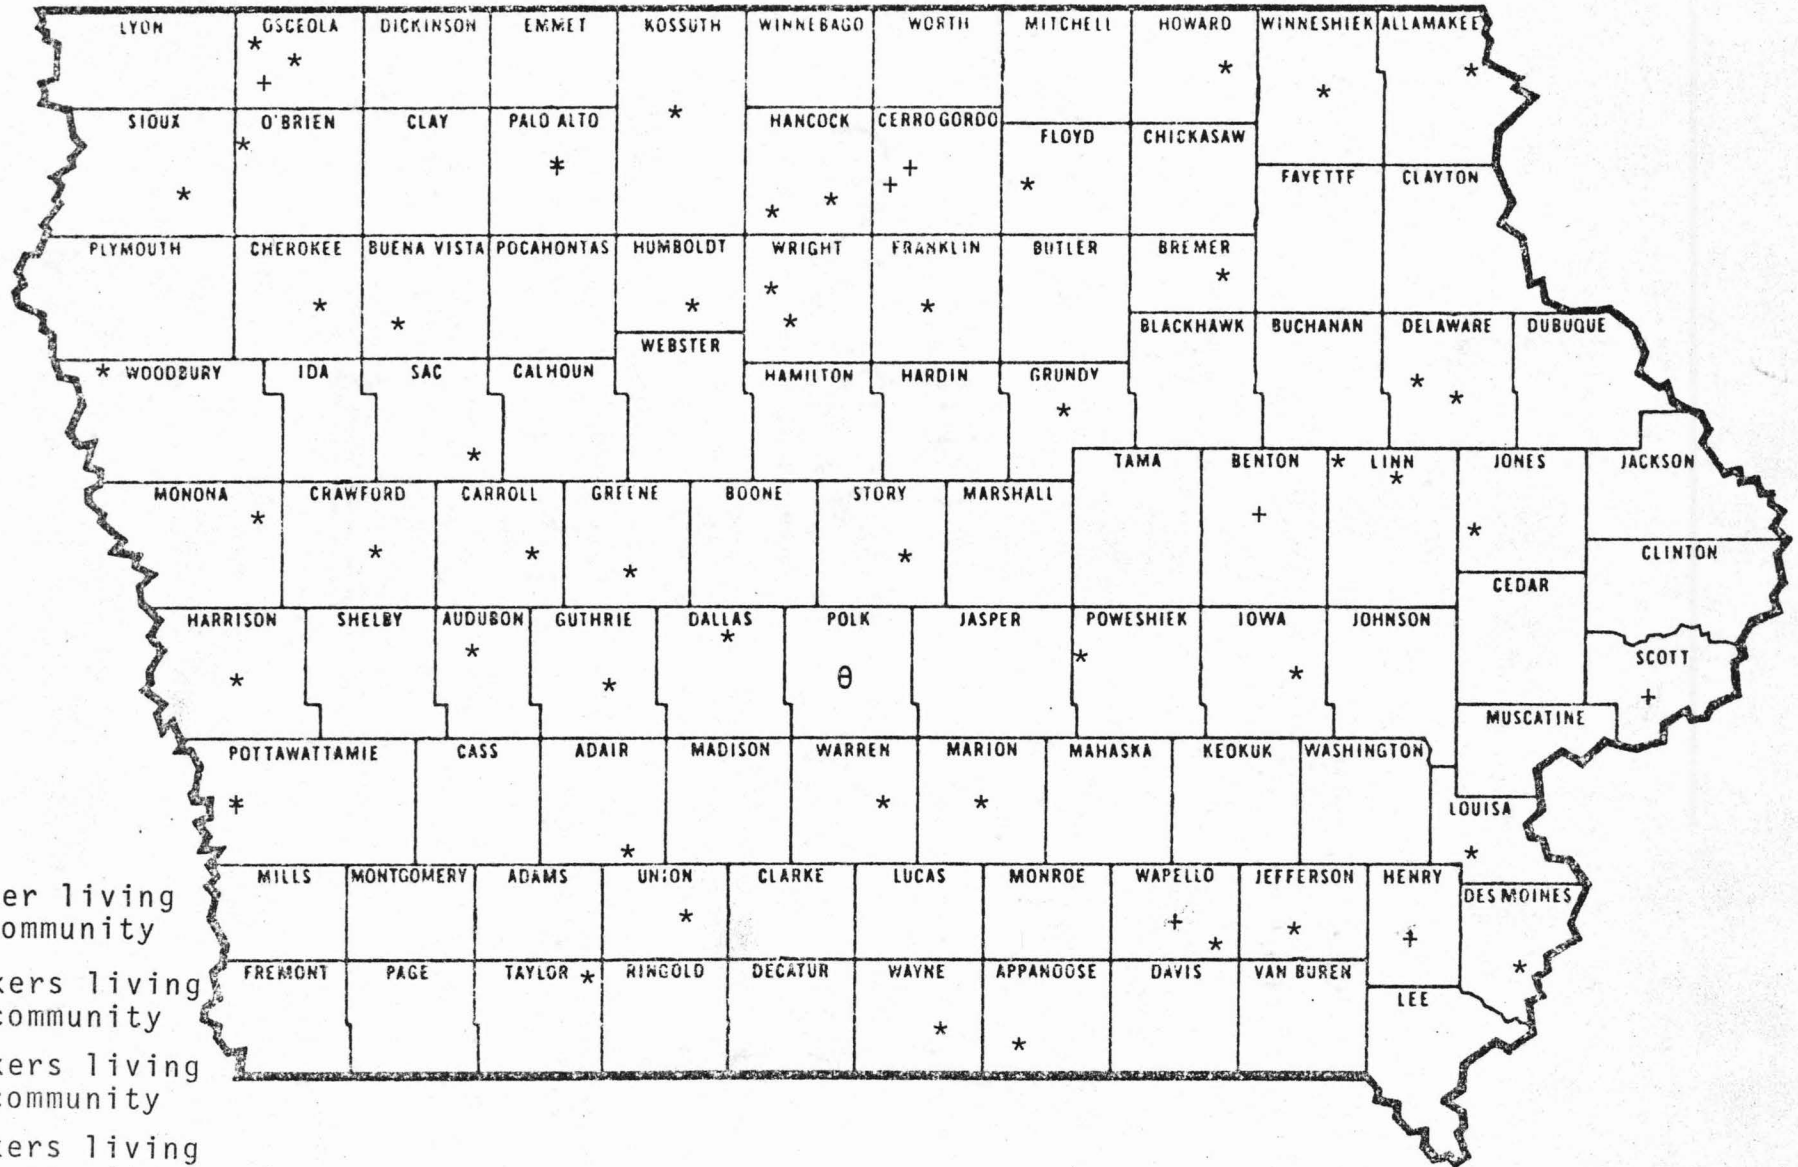 LYON OSCEOLA DICKINSON EMMET KOSSUTH WINNEBAGO WORTH MITCHELL HOWARD WINNESHIEK ALLAMAKEE
SIOUX O'BRIEN CLAY PALO ALTO HANCOCK CERRO GORDO FLOYD CHICKASAW
FAYETTE CLAYTON
PLYMOUTH CHEROKEE BUENA VISTA POCAHONTAS HUMBOLDT WRIGHT FRANKLIN BUTLER BREMER
WEBSTER BLACKHAWK BUCHANAN DELAWARE DUBUQUE
WOODBURY IDA SAC CALHOUN HAMILTON HARDIN GRUNDY
TAMA BENTON LINN JONES JACKSON
MONONA CRAWFORD CARROLL GREENE BOONE STORY MARSHALL
CLINTON
CEDAR
HARRISON SHELBY AUDUBON GUTHRIE DALLAS POLK JASPER POWESHIEK IOWA JOHNSON
SCOTT
MUSCATINE
POTTAWATTAMIE CASS ADAIR MADISON WARREN MARION MAHASKA KEOKUK WASHINGTON
LOUISA
MILLS MONTGOMERY ADAMS UNION CLARKE LUCAS MONROE WAPELLO JEFFERSON HENRY
DES MOINES
FREMONT PAGE TAYLOR RINGOLD DECATUR WAYNE APPANOOSE DAVIS VAN BUREN
LEE
er living
ommunity
kers living
community
kers living
community
kers living